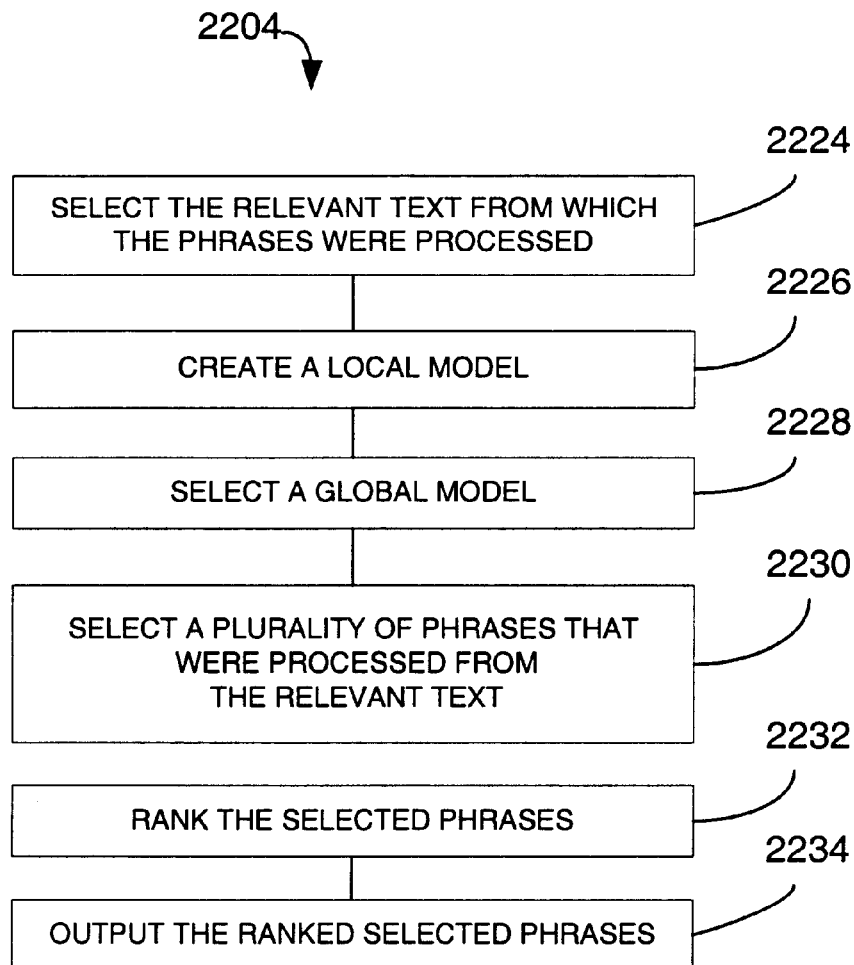 2204
2224
SELECT THE RELEVANT TEXT FROM WHICH
THE PHRASES WERE PROCESSED
2226
CREATE A LOCAL MODEL
2228
SELECT A GLOBAL MODEL
2230
SELECT A PLURALITY OF PHRASES THAT
WERE PROCESSED FROM
THE RELEVANT TEXT
2232
RANK THE SELECTED PHRASES
2234
OUTPUT THE RANKED SELECTED PHRASES